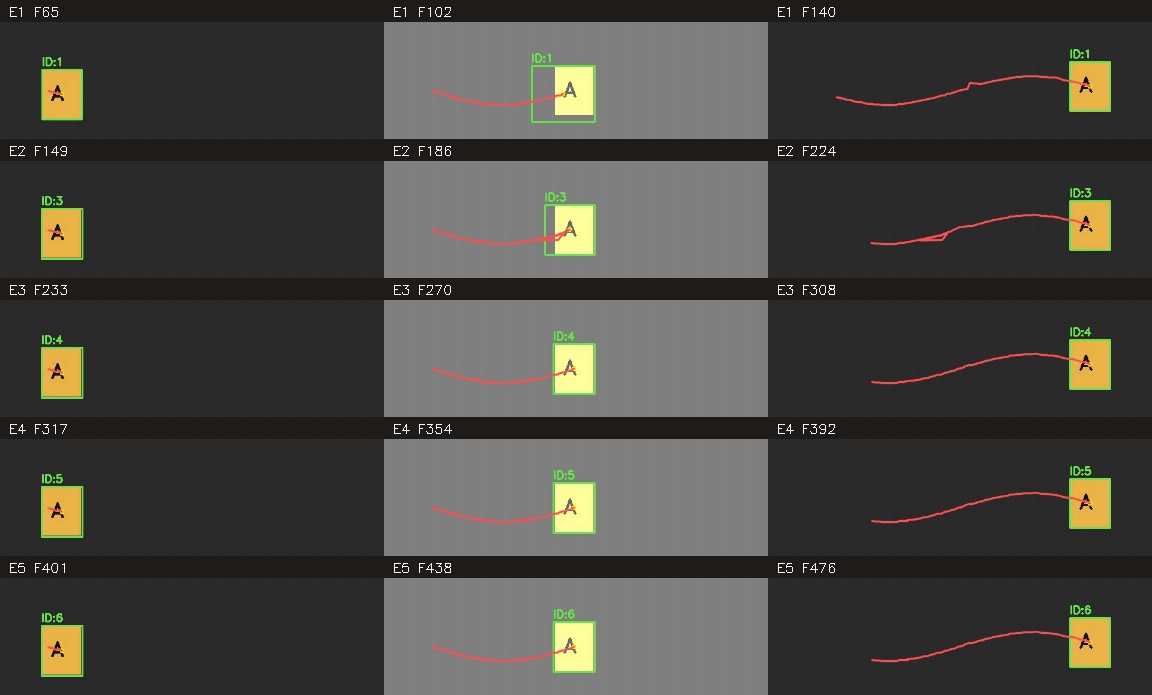 E1 F65
E1 F102
E1 F140
ID:1
A
ID:1
A
ID:1
A
E2 F149
E2 F186
E2 F224
ID:3
A
ID:3
A
ID:3
A
E3 F233
E3 F270
E3 F308
ID:4
A
ID:4
A
ID:4
A
E4 F317
E4 F354
E4 F392
ID:5
A
ID:5
A
ID:5
A
E5 F401
E5 F438
E5 F476
ID:6
A
ID:6
A
ID:6
A